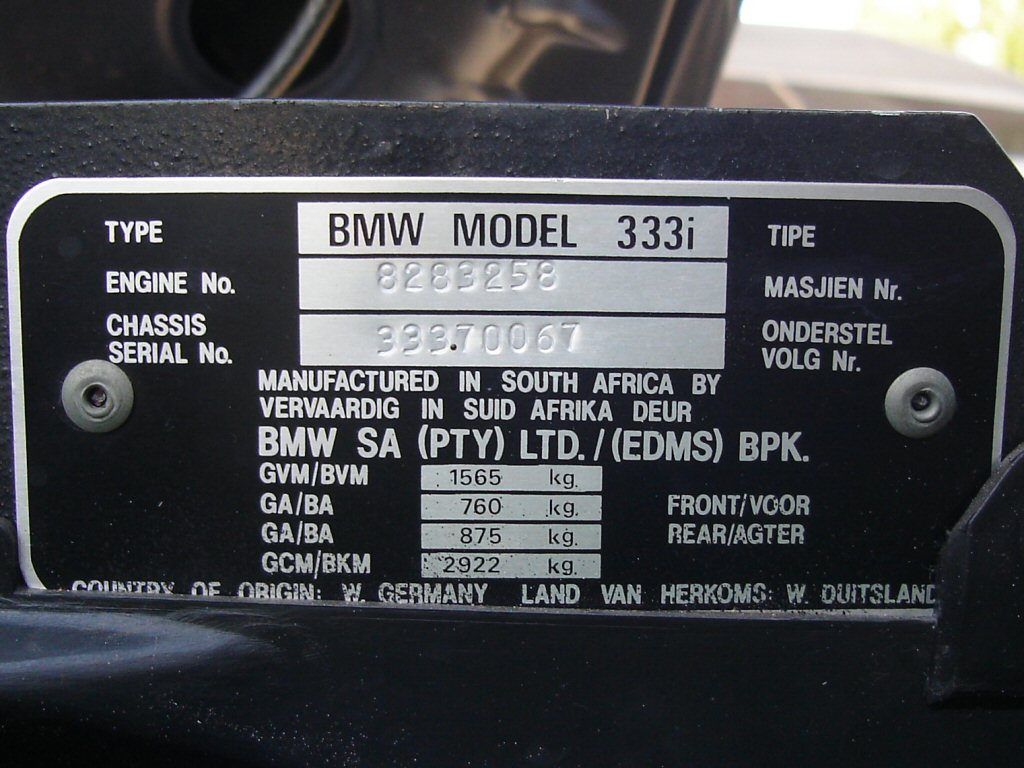 TYPE BMW MODEL 333i TIPE
ENGINE No. 8283258 MASJIEN Nr.
CHASSIS SERIAL No. 33370067 ONDERSTEL VOLG Nr.
MANUFACTURED IN SOUTH AFRICA BY
VERVAARDIG IN SUID AFRIKA DEUR
BMW SA (PTY) LTD./(EDMS) BPK.
GVM/BVM 1565 kg.
GA/BA 760 kg. FRONT/VOOR
GA/BA 875 kg. REAR/AGTER
GCM/BKM 2922 kg.
COUNTRY OF ORIGIN: W. GERMANY LAND VAN HERKOMS: W. DUITSLAND